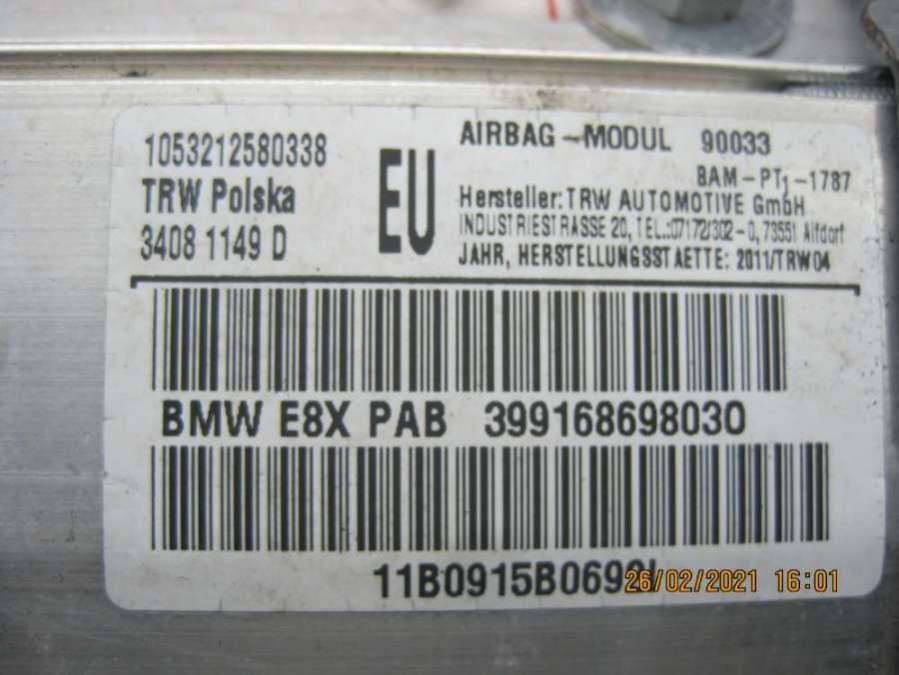 1053212580338
TRW Polska
3408 1149 D
EU
AIRBAG-MODUL 90033
BAM-PT1-1787
Hersteller: TRW AUTOMOTIVE GmbH
INDUSTRIESTRASSE 20, TEL.:07172/302-0, 73551 Alfdorf
JAHR, HERSTELLUNGSSTAETTE: 2011/TRW04
BMW E8X PAB 399168698030
26/02/2021 16:01